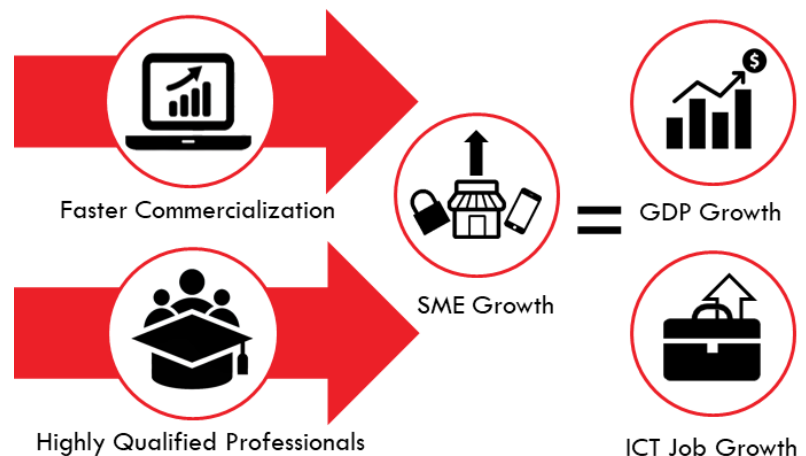 Faster Commercialization
Highly Qualified Professionals
SME Growth
=
$
GDP Growth
ICT Job Growth